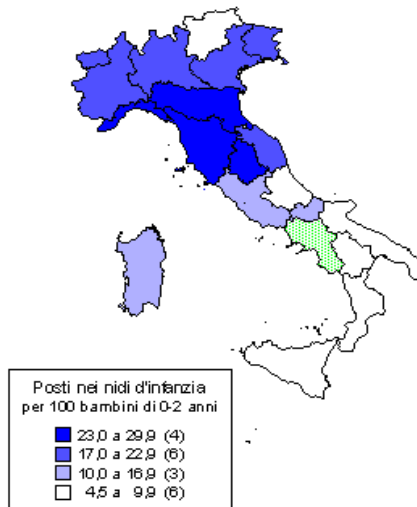 Posti nei nidi d'infanzia
per 100 bambini di 0-2 anni
23,0 a 29,9 (4)
17,0 a 22,9 (6)
10,0 a 16,9 (3)
4,5 a 9,9 (6)